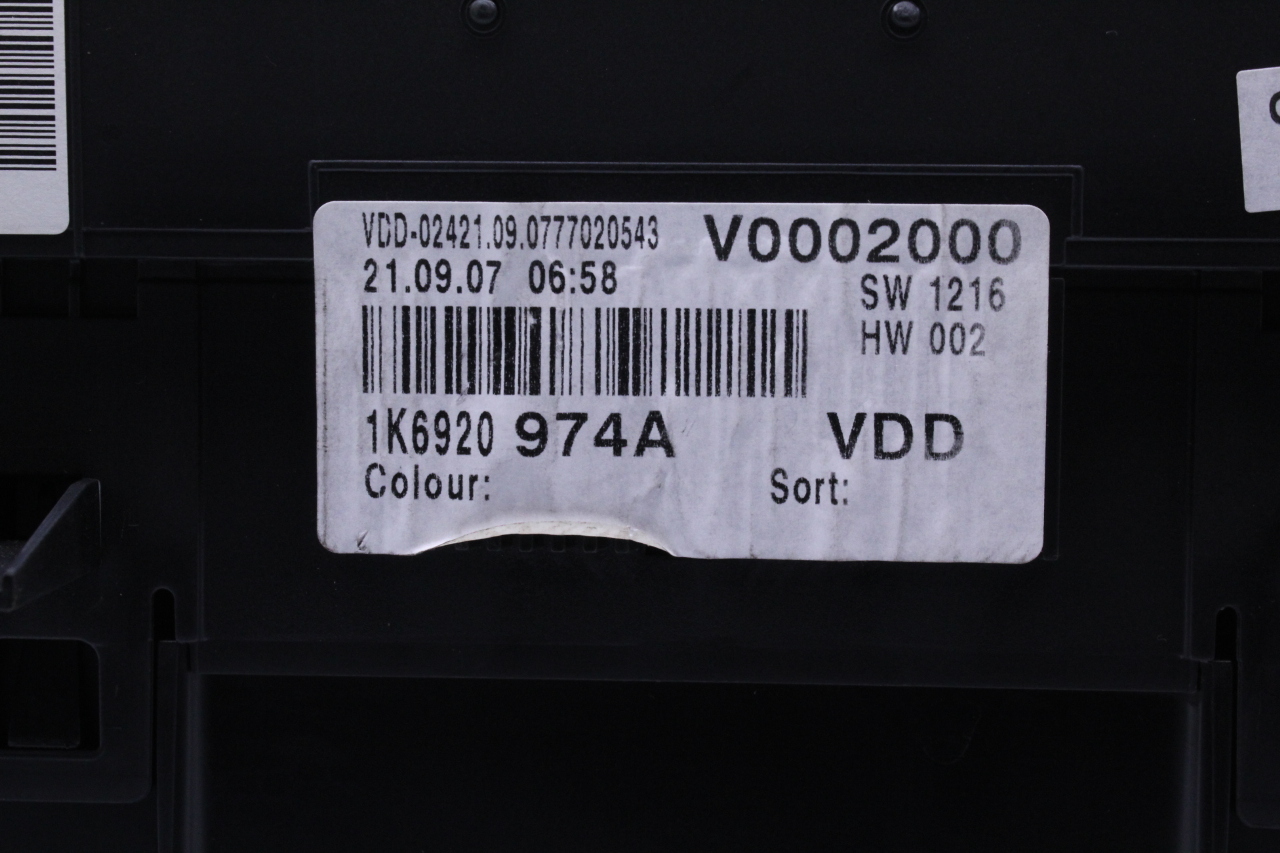 VDD-02421.09.0777020543 V0002000
21.09.07 06:58 SW 1216
HW 002
1K6920 974A VDD
Colour: Sort: